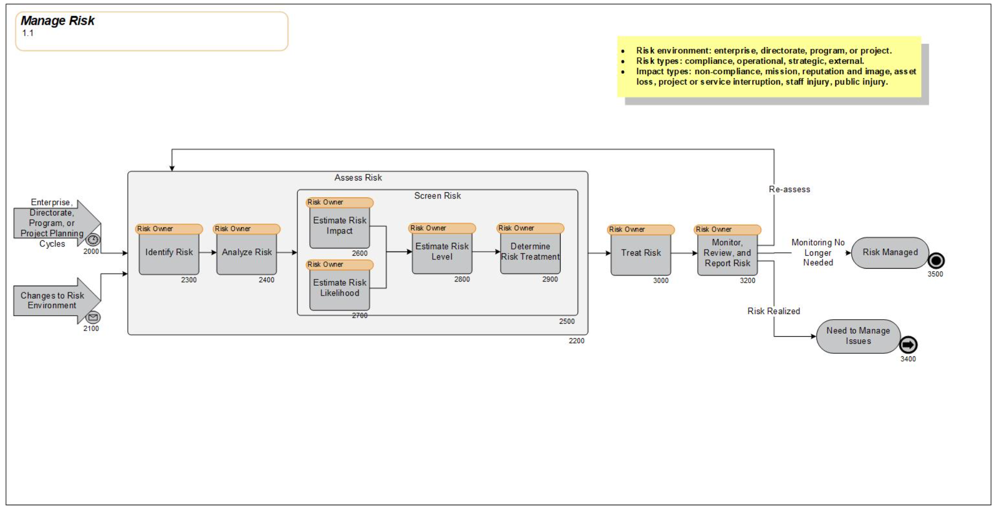 Manage Risk
1.1
• Risk environment: enterprise, directorate, program, or project.
• Risk types: compliance, operational, strategic, external.
• Impact types: non-compliance, mission, reputation and image, asset
loss, project or service interruption, staff injury, public injury.
Assess Risk
Screen Risk
Re-assess
Enterprise,
Directorate,
Program, or
Project Planning
Cycles
2000
Changes to Risk
Environment
2100
Risk Owner
Identify Risk
2300
Risk Owner
Analyze Risk
2400
Risk Owner
Estimate Risk
Impact
2600
Risk Owner
Estimate Risk
Likelihood
2700
Risk Owner
Estimate Risk
Level
2800
Risk Owner
Determine
Risk Treatment
2900
2500
2200
Risk Owner
Treat Risk
3000
Risk Owner
Monitor,
Review, and
Report Risk
3200
Monitoring No
Longer
Needed
Risk Managed
3500
Risk Realized
Need to Manage
Issues
3400